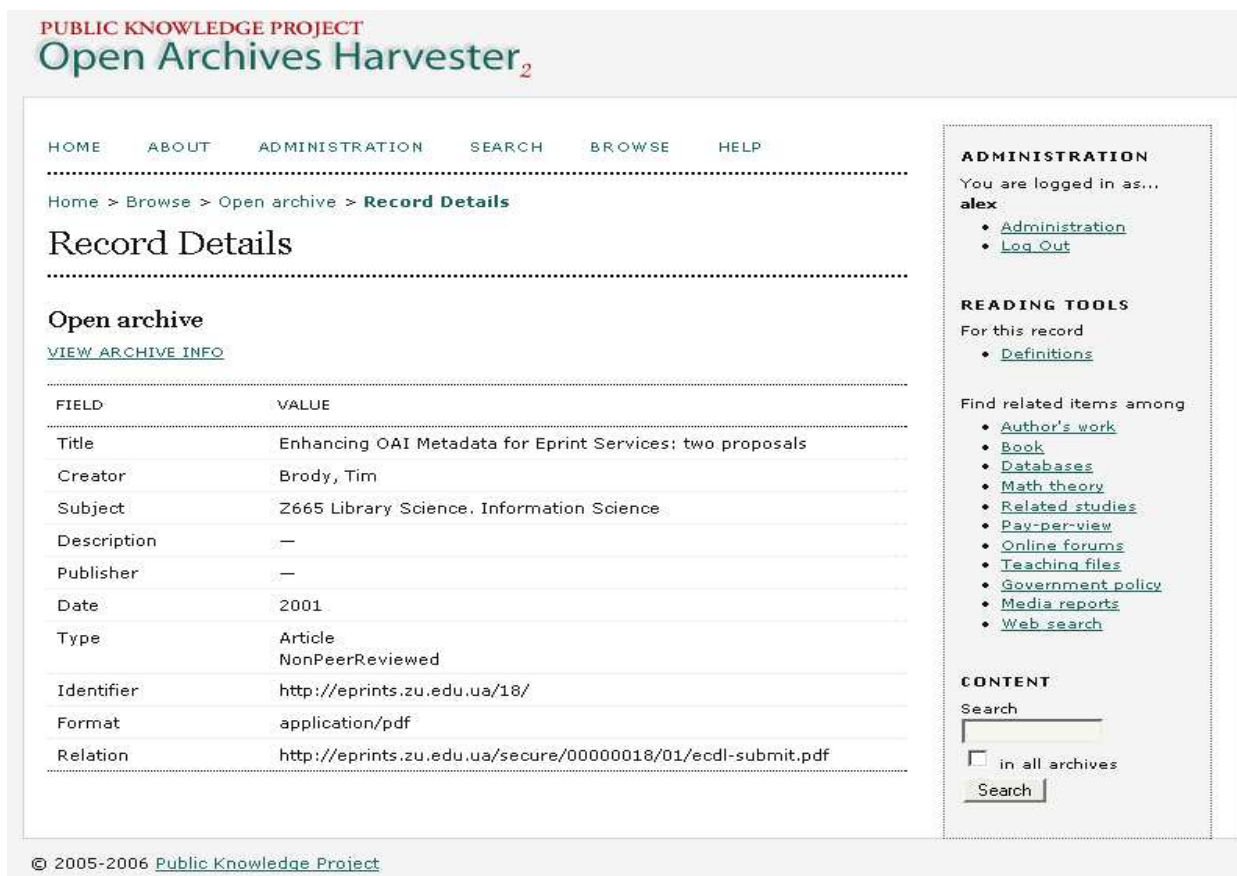 PUBLIC KNOWLEDGE PROJECT
Open Archives Harvester2
HOME ABOUT ADMINISTRATION SEARCH BROWSE HELP
Home > Browse > Open archive > Record Details
Record Details
Open archive
VIEW ARCHIVE INFO
FIELD VALUE
Title Enhancing OAI Metadata for Eprint Services: two proposals
Creator Brody, Tim
Subject Z665 Library Science. Information Science
Description —
Publisher —
Date 2001
Type Article
NonPeerReviewed
Identifier http://eprints.zu.edu.ua/18/
Format application/pdf
Relation http://eprints.zu.edu.ua/secure/00000018/01/ecdl-submit.pdf
ADMINISTRATION
You are logged in as...
alex
• Administration
• Log Out
READING TOOLS
For this record
• Definitions
Find related items among
• Author's work
• Book
• Databases
• Math theory
• Related studies
• Pay-per-view
• Online forums
• Teaching files
• Government policy
• Media reports
• Web search
CONTENT
Search
in all archives
Search
© 2005-2006 Public Knowledge Project